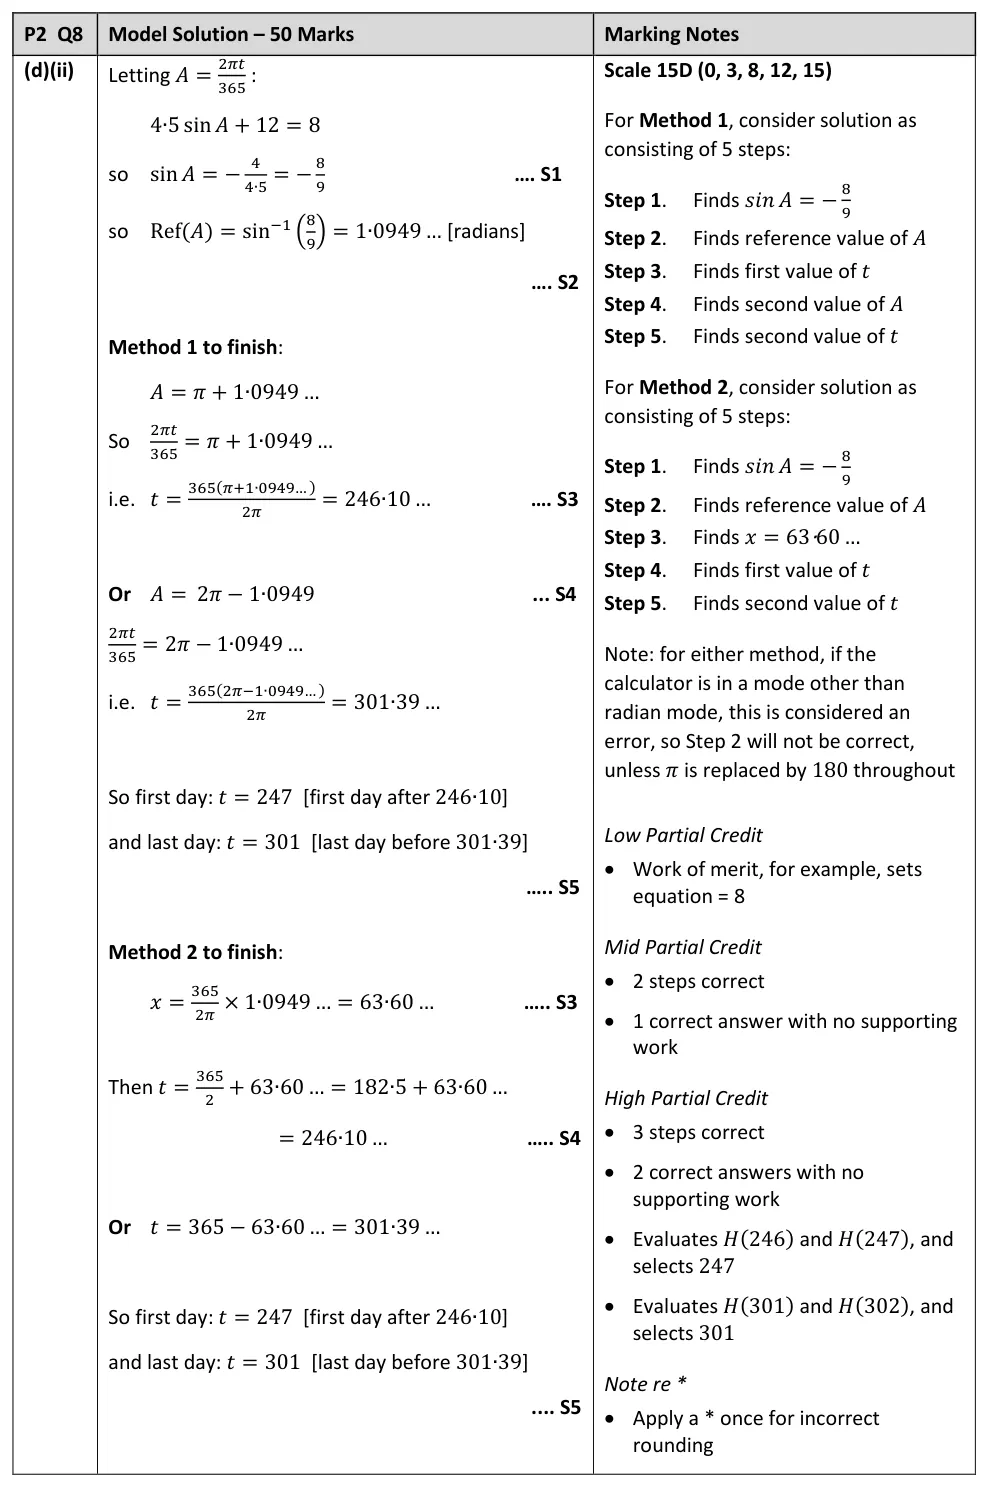 P2 Q8
Model Solution – 50 Marks
Marking Notes
(d)(ii)
Letting A = 2πt/365 :
4·5 sin A + 12 = 8
so sin A = − 4/4·5 = − 8/9 …. S1
so Ref(A) = sin⁻¹ (8/9) = 1·0949 … [radians]
…. S2
Method 1 to finish:
A = π + 1·0949 …
So 2πt/365 = π + 1·0949 …
i.e. t = 365(π+1·0949…)/2π = 246·10 … …. S3
Or A = 2π − 1·0949 ... S4
2πt/365 = 2π − 1·0949 …
i.e. t = 365(2π−1·0949…)/2π = 301·39 …
So first day: t = 247 [first day after 246·10]
and last day: t = 301 [last day before 301·39]
….. S5
Method 2 to finish:
x = 365/2π × 1·0949 … = 63·60 … ….. S3
Then t = 365/2 + 63·60 … = 182·5 + 63·60 …
= 246·10 … ….. S4
Or t = 365 − 63·60 … = 301·39 …
So first day: t = 247 [first day after 246·10]
and last day: t = 301 [last day before 301·39]
.... S5
Scale 15D (0, 3, 8, 12, 15)
For Method 1, consider solution as
consisting of 5 steps:
Step 1. Finds sin A = − 8/9
Step 2. Finds reference value of A
Step 3. Finds first value of t
Step 4. Finds second value of A
Step 5. Finds second value of t
For Method 2, consider solution as
consisting of 5 steps:
Step 1. Finds sin A = − 8/9
Step 2. Finds reference value of A
Step 3. Finds x = 63·60 …
Step 4. Finds first value of t
Step 5. Finds second value of t
Note: for either method, if the
calculator is in a mode other than
radian mode, this is considered an
error, so Step 2 will not be correct,
unless π is replaced by 180 throughout
Low Partial Credit
• Work of merit, for example, sets
equation = 8
Mid Partial Credit
• 2 steps correct
• 1 correct answer with no supporting
work
High Partial Credit
• 3 steps correct
• 2 correct answers with no
supporting work
• Evaluates H(246) and H(247), and
selects 247
• Evaluates H(301) and H(302), and
selects 301
Note re *
• Apply a * once for incorrect
rounding